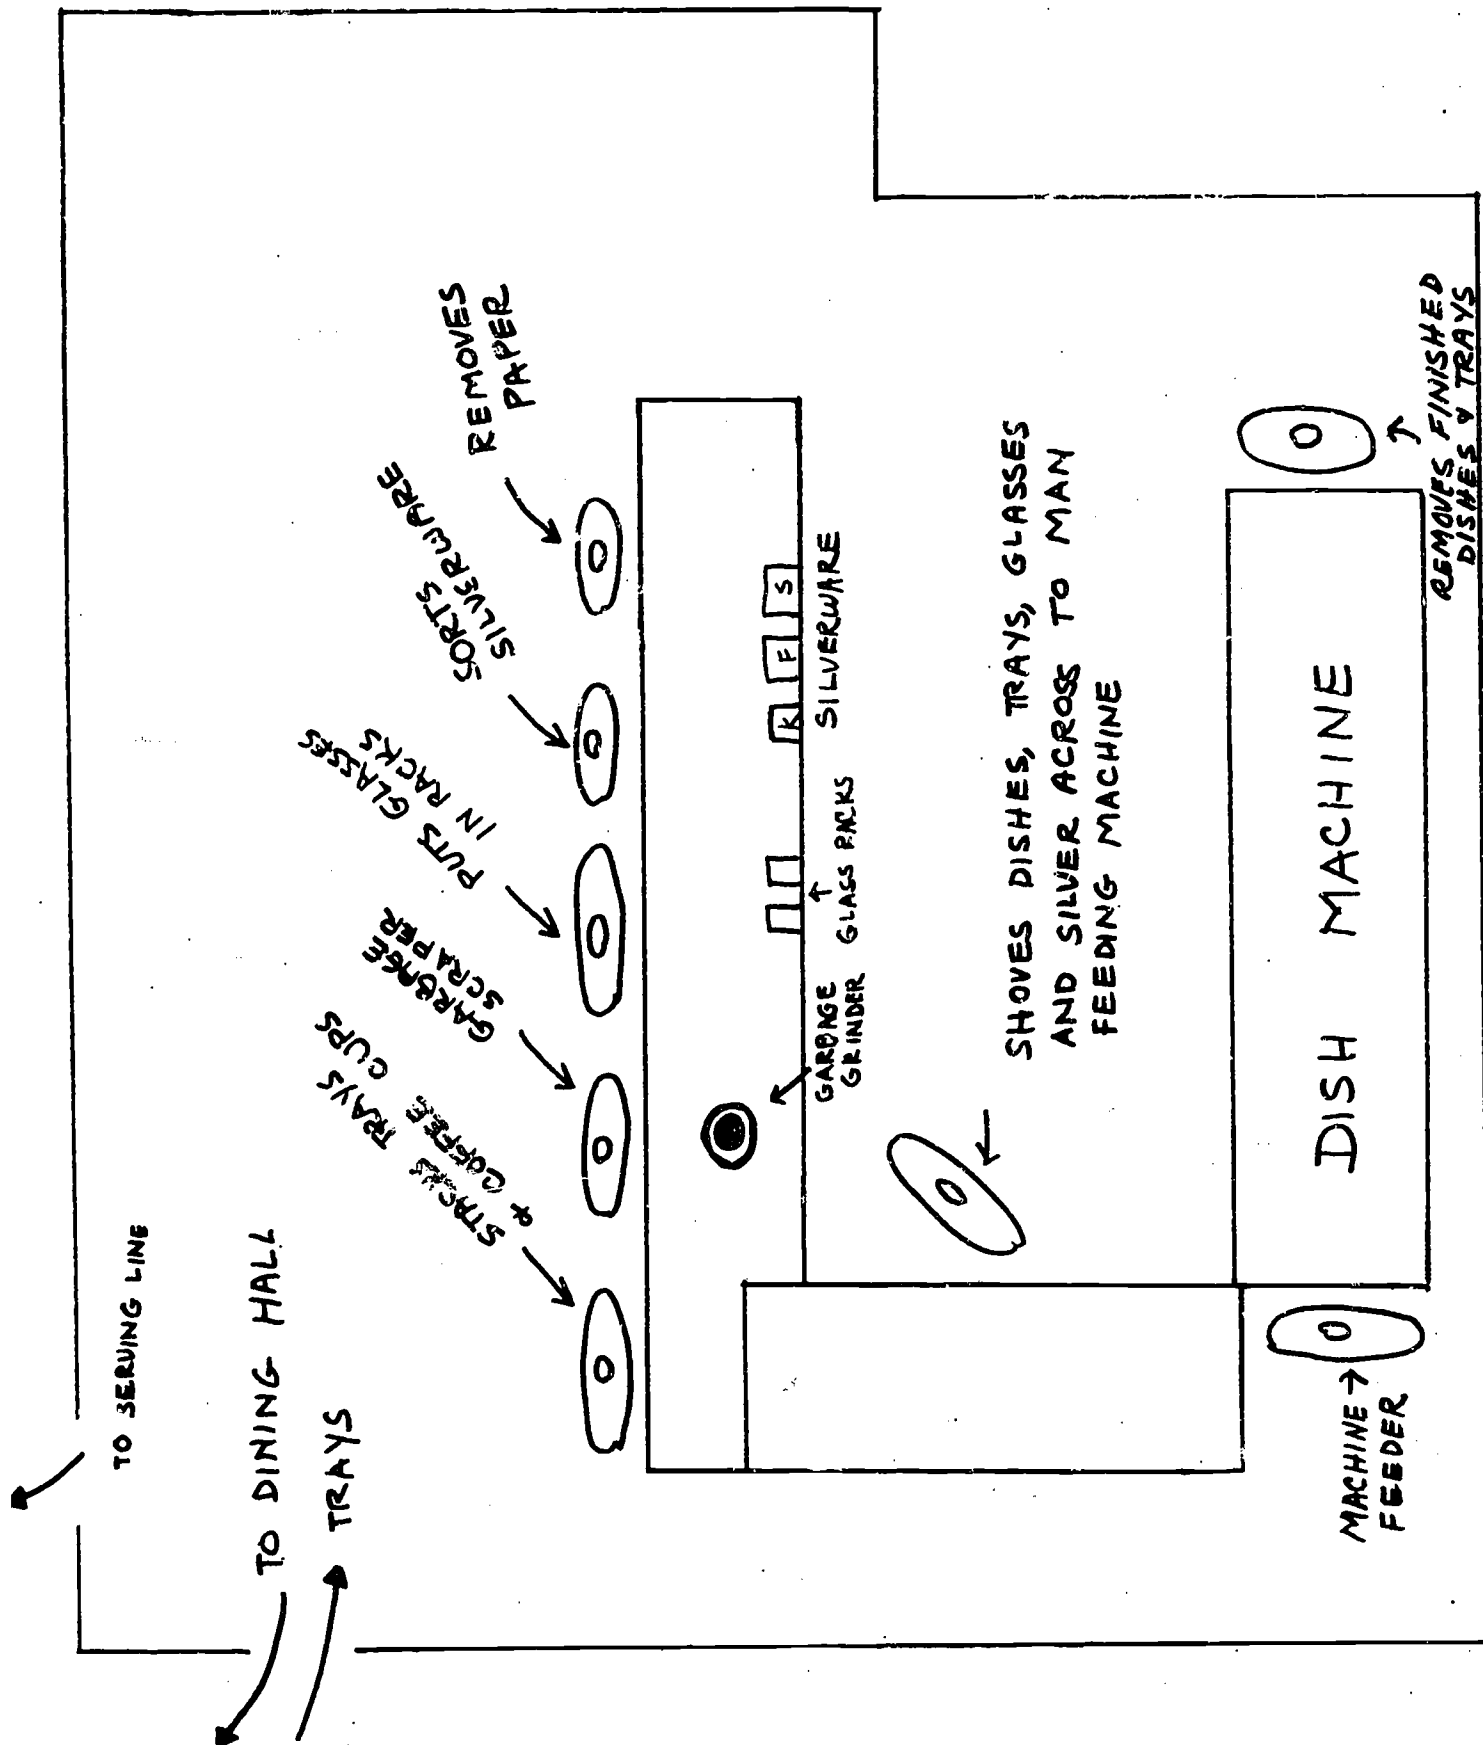 TO SERVING LINE
TO DINING HALL
TRAYS
STACKS TRAYS
& COFFEE CUPS
GARBAGE
SCRAPER
PUTS GLASSES
IN RACKS
SORTS
SILVERWARE
REMOVES
PAPER
GARBAGE
GRINDER
GLASS RACKS
K
F
S
SILVERWARE
SHOVES DISHES, TRAYS, GLASSES
AND SILVER ACROSS TO MAN
FEEDING MACHINE
MACHINE
FEEDER
DISH MACHINE
REMOVES FINISHED
DISHES & TRAYS